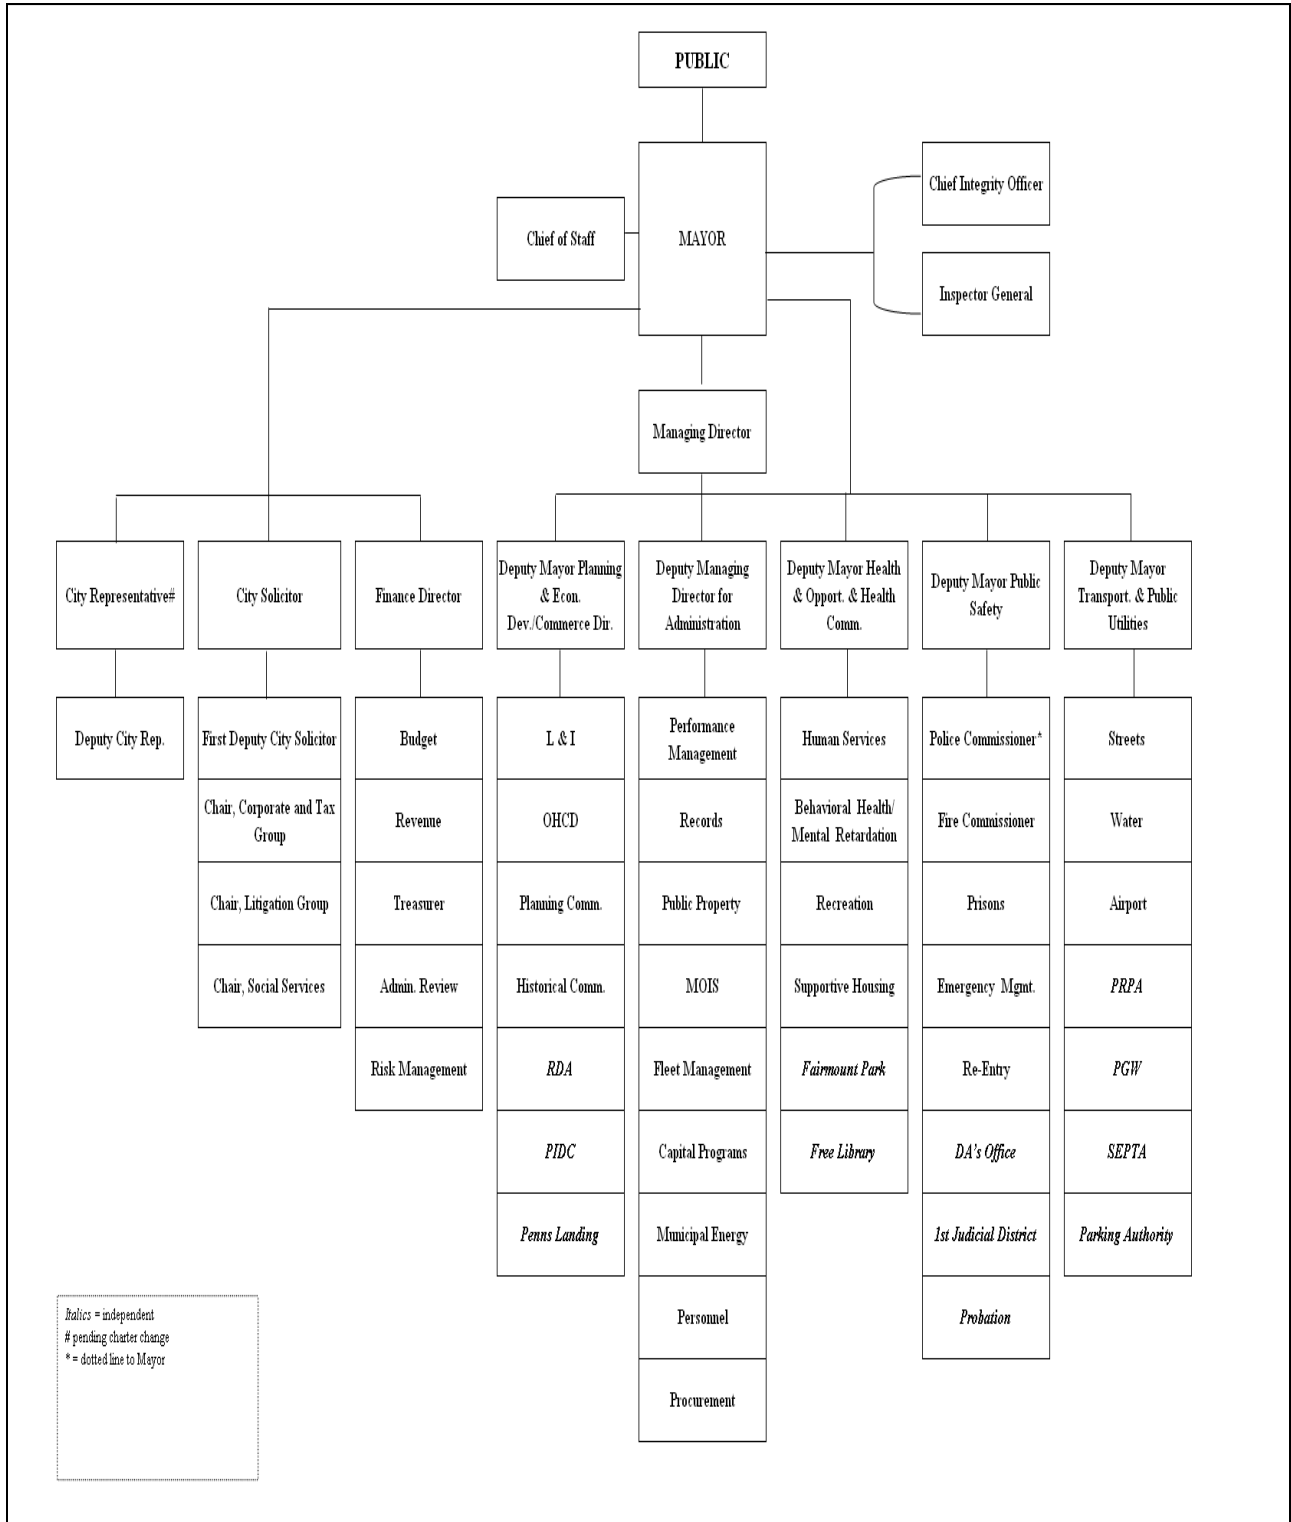 PUBLIC
Chief Integrity Officer
Chief of Staff
MAYOR
Inspector General
Managing Director
City Representative#
City Solicitor
Finance Director
Deputy Mayor Planning
& Econ.
Dev./Commerce Dir.
Deputy Managing
Director for
Administration
Deputy Mayor Health
& Opport. & Health
Comm.
Deputy Mayor Public
Safety
Deputy Mayor
Transport. & Public
Utilities
Deputy City Rep.
First Deputy City Solicitor
Chair, Corporate and Tax
Group
Chair, Litigation Group
Chair, Social Services
Budget
Revenue
Treasurer
Admin. Review
Risk Management
L & I
OHCD
Planning Comm.
Historical Comm.
RDA
PIDC
Penns Landing
Performance
Management
Records
Public Property
MOIS
Fleet Management
Capital Programs
Municipal Energy
Personnel
Procurement
Human Services
Behavioral Health/
Mental Retardation
Recreation
Supportive Housing
Fairmount Park
Free Library
Police Commissioner*
Fire Commissioner
Prisons
Emergency Mgmt.
Re-Entry
DA's Office
1st Judicial District
Probation
Streets
Water
Airport
PRPA
PGW
SEPTA
Parking Authority
Italics = independent
# pending charter change
* = dotted line to Mayor